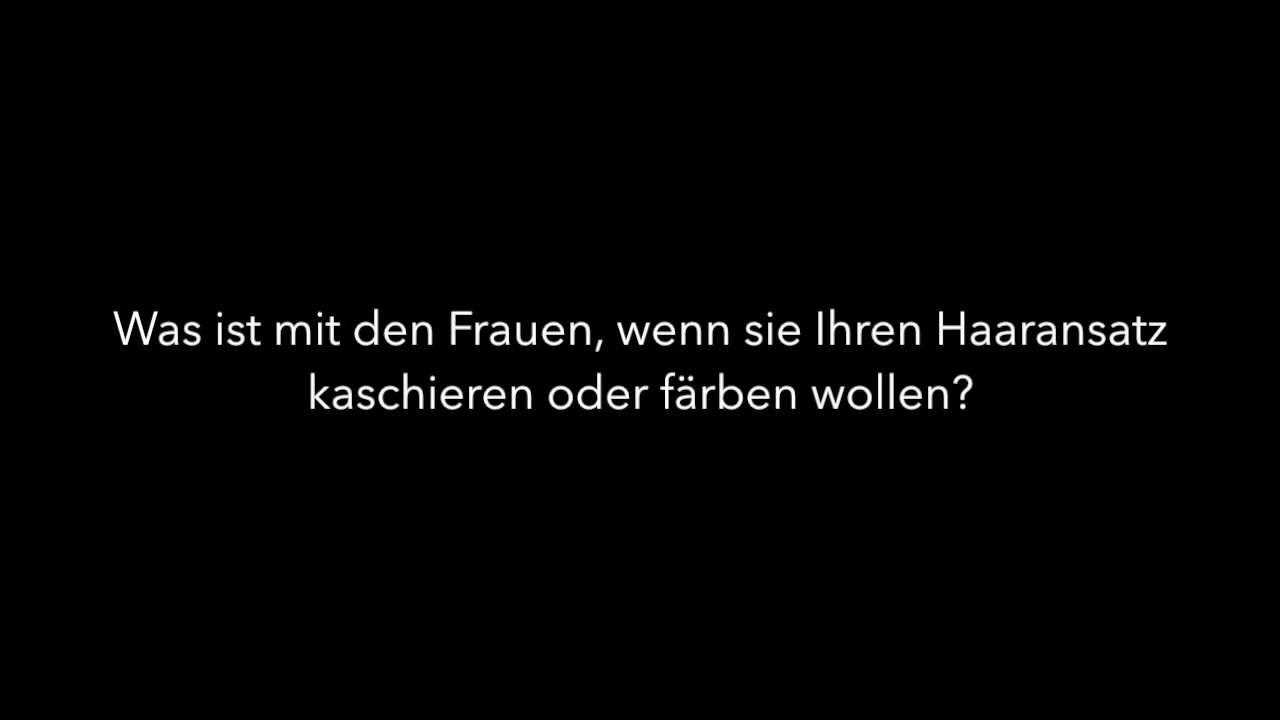 Was ist mit den Frauen, wenn sie Ihren Haaransatz
kaschieren oder färben wollen?